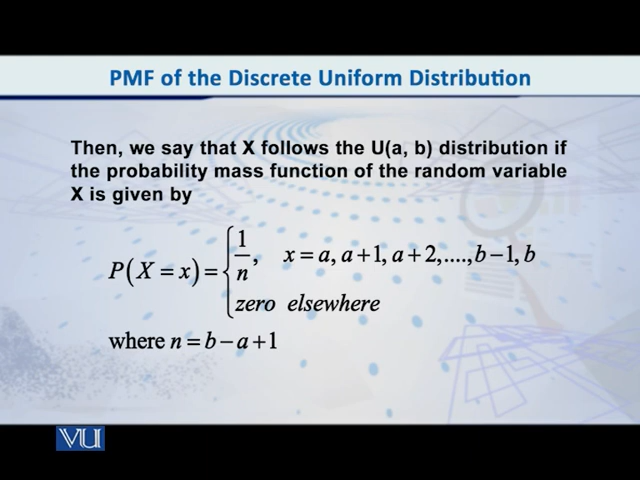 PMF of the Discrete Uniform Distribution
Then, we say that X follows the U(a, b) distribution if
the probability mass function of the random variable
X is given by
P(X = x) = { 1/n, x = a, a+1, a+2,....,b−1, b
zero elsewhere
where n = b − a + 1
VU